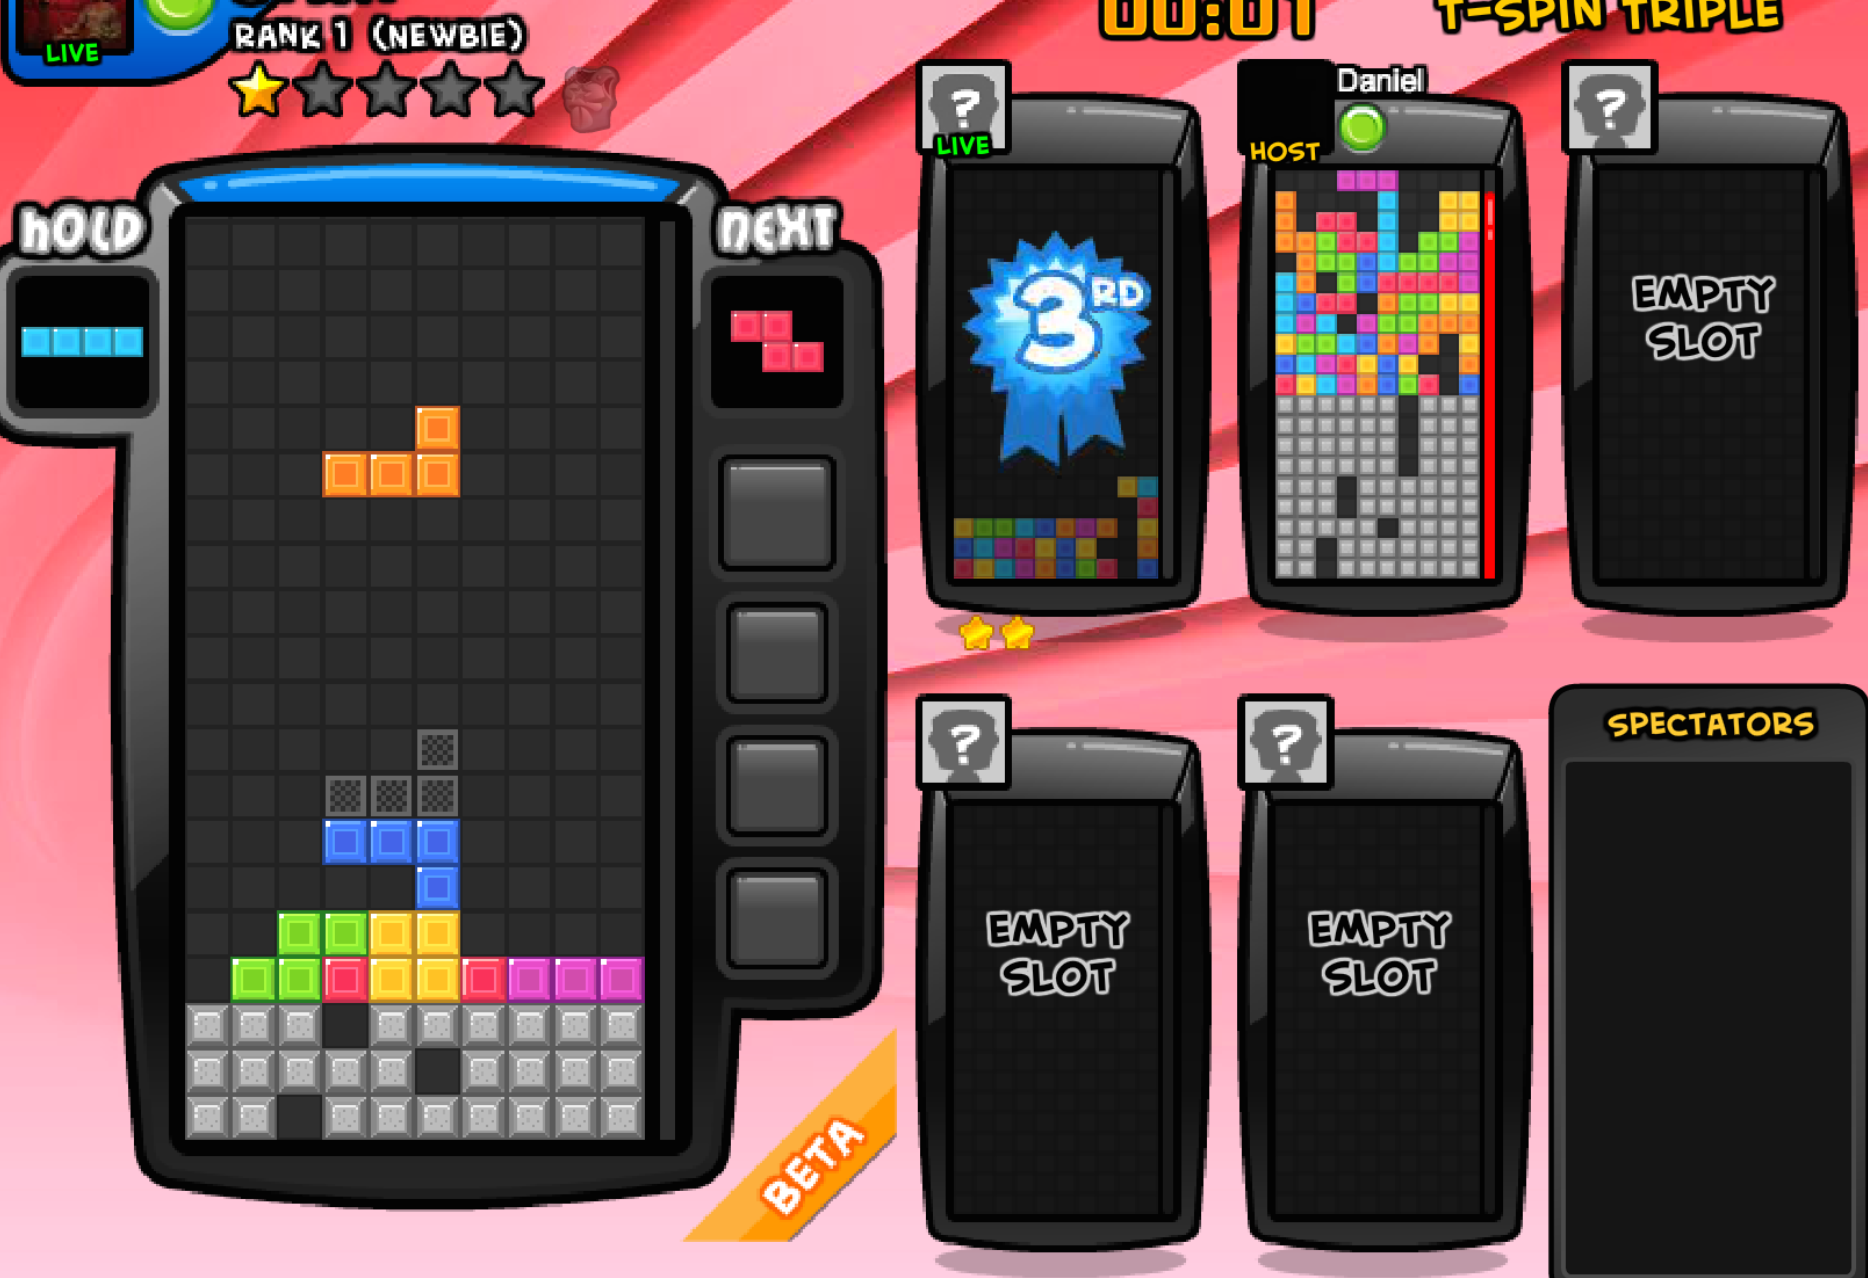 LIVE
RANK 1 (NEWBIE)
00:01
T-SPIN TRIPLE
HOLD
NEXT
?
LIVE
3RD
Daniel
HOST
?
EMPTY
SLOT
?
EMPTY
SLOT
?
EMPTY
SLOT
SPECTATORS
BETA